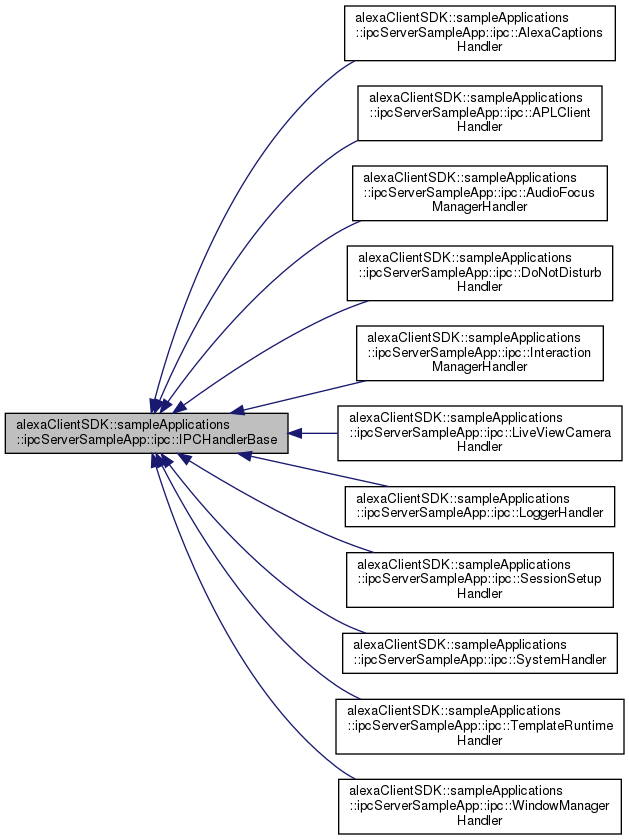 alexaClientSDK::sampleApplications
::ipcServerSampleApp::ipc::AlexaCaptions
Handler
alexaClientSDK::sampleApplications
::ipcServerSampleApp::ipc::APLClient
Handler
alexaClientSDK::sampleApplications
::ipcServerSampleApp::ipc::AudioFocus
ManagerHandler
alexaClientSDK::sampleApplications
::ipcServerSampleApp::ipc::DoNotDisturb
Handler
alexaClientSDK::sampleApplications
::ipcServerSampleApp::ipc::Interaction
ManagerHandler
alexaClientSDK::sampleApplications
::ipcServerSampleApp::ipc::IPCHandlerBase
alexaClientSDK::sampleApplications
::ipcServerSampleApp::ipc::LiveViewCamera
Handler
alexaClientSDK::sampleApplications
::ipcServerSampleApp::ipc::LoggerHandler
alexaClientSDK::sampleApplications
::ipcServerSampleApp::ipc::SessionSetup
Handler
alexaClientSDK::sampleApplications
::ipcServerSampleApp::ipc::SystemHandler
alexaClientSDK::sampleApplications
::ipcServerSampleApp::ipc::TemplateRuntime
Handler
alexaClientSDK::sampleApplications
::ipcServerSampleApp::ipc::WindowManager
Handler